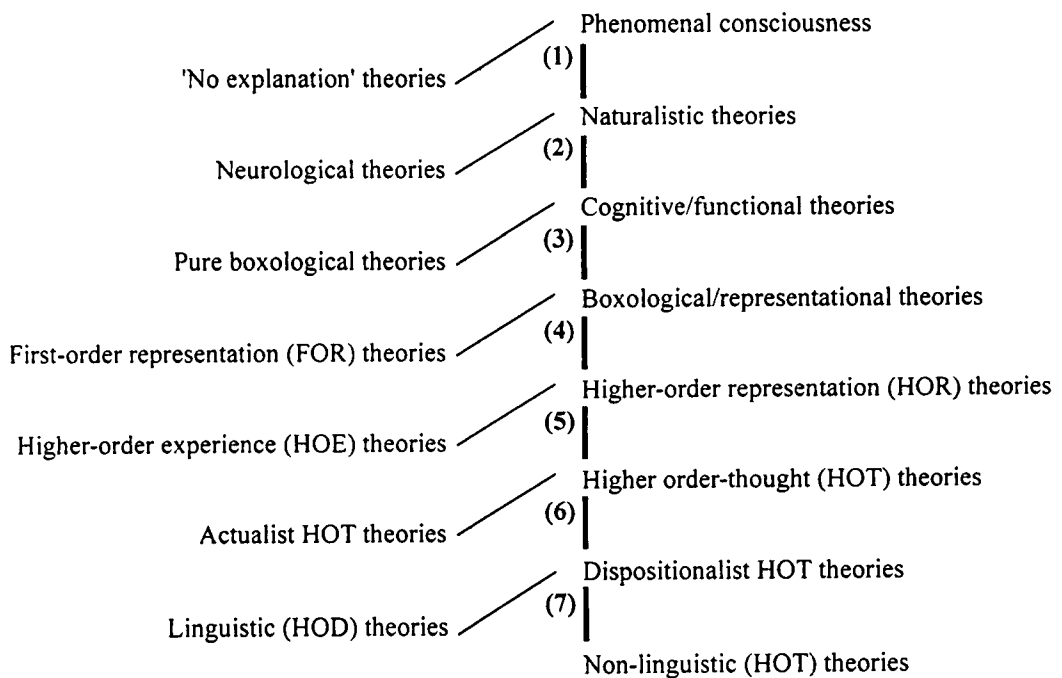 Phenomenal consciousness
(1)
'No explanation' theories
Naturalistic theories
(2)
Neurological theories
Cognitive/functional theories
(3)
Pure boxological theories
Boxological/representational theories
(4)
First-order representation (FOR) theories
Higher-order representation (HOR) theories
(5)
Higher-order experience (HOE) theories
Higher order-thought (HOT) theories
(6)
Actualist HOT theories
Dispositionalist HOT theories
(7)
Linguistic (HOD) theories
Non-linguistic (HOT) theories